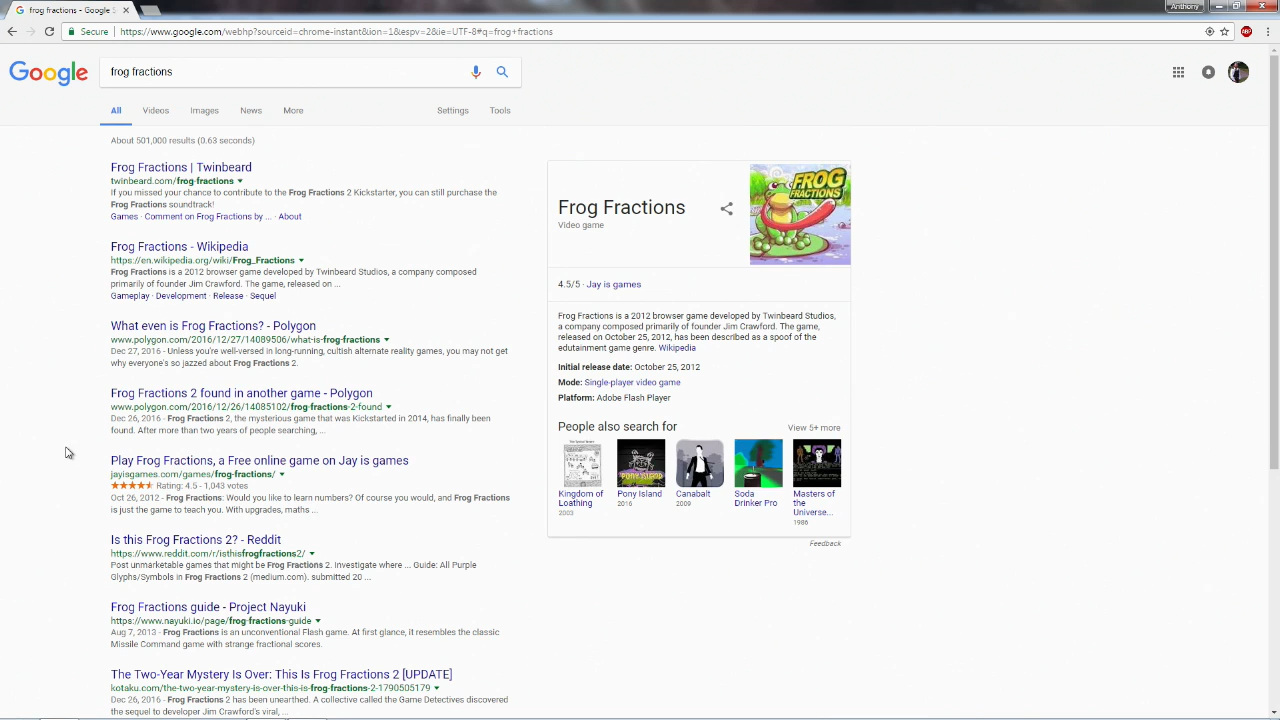 frog fractions - Google S
Anthony
Secure
https://www.google.com/webhp?sourceid=chrome-instant&ion=1&espv=2&ie=UTF-8#q=frog+fractions
ABP
Google
frog fractions
All Videos Images News More Settings Tools
About 501,000 results (0.63 seconds)
Frog Fractions | Twinbeard
twinbeard.com/frog-fractions
If you missed your chance to contribute to the Frog Fractions 2 Kickstarter, you can still purchase the
Frog Fractions soundtrack!
Games · Comment on Frog Fractions by ... · About
Frog Fractions - Wikipedia
https://en.wikipedia.org/wiki/Frog_Fractions
Frog Fractions is a 2012 browser game developed by Twinbeard Studios, a company composed
primarily of founder Jim Crawford. The game, released on ...
Gameplay · Development · Release · Sequel
What even is Frog Fractions? - Polygon
www.polygon.com/2016/12/27/14089506/what-is-frog-fractions
Dec 27, 2016 - Unless you're well-versed in long-running, cultish alternate reality games, you may not get
why everyone's so jazzed about Frog Fractions 2.
Frog Fractions 2 found in another game - Polygon
www.polygon.com/2016/12/26/14085102/frog-fractions-2-found
Dec 26, 2016 - Frog Fractions 2, the mysterious game that was Kickstarted in 2014, has finally been
found. After more than two years of people searching, ...
Play Frog Fractions, a Free online game on Jay is games
jayisgames.com/games/frog-fractions/
Rating: 4.5 - 1,043 votes
Oct 26, 2012 - Frog Fractions: Would you like to learn numbers? Of course you would, and Frog Fractions
is just the game to teach you. With upgrades, maths ...
Is this Frog Fractions 2? - Reddit
https://www.reddit.com/r/isthisfrogfractions2/
Post unmarketable games that might be Frog Fractions 2. Investigate where ... Guide: All Purple
Glyphs/Symbols in Frog Fractions 2 (medium.com). submitted 20 ...
Frog Fractions guide - Project Nayuki
https://www.nayuki.io/page/frog-fractions-guide
Aug 7, 2013 - Frog Fractions is an unconventional Flash game. At first glance, it resembles the classic
Missile Command game with strange fractional scores.
The Two-Year Mystery Is Over: This Is Frog Fractions 2 [UPDATE]
kotaku.com/the-two-year-mystery-is-over-this-is-frog-fractions-2-1790505179
Dec 26, 2016 - Frog Fractions 2 has been unearthed. A collective called the Game Detectives discovered
the sequel to developer Jim Crawford's viral, ...
Frog Fractions
Video game
FROG
FRACTIONS
4.5/5 · Jay is games
Frog Fractions is a 2012 browser game developed by Twinbeard Studios,
a company composed primarily of founder Jim Crawford. The game,
released on October 25, 2012, has been described as a spoof of the
edutainment game genre. Wikipedia
Initial release date: October 25, 2012
Mode: Single-player video game
Platform: Adobe Flash Player
People also search for
View 5+ more
PONY ISLAND
Kingdom of
Loathing
2003
Pony Island
2016
Canabalt
2009
Soda
Drinker Pro
Masters of
the
Universe...
1986
Feedback